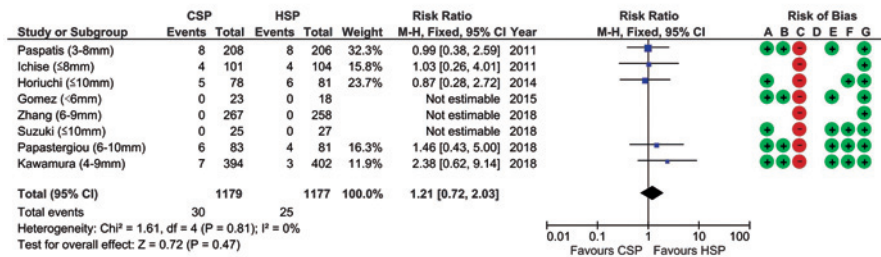 CSP HSP Risk Ratio Risk Ratio Risk of Bias
Study or Subgroup Events Total Events Total Weight M-H, Fixed, 95% CI Year M-H, Fixed, 95% CI A B C D E F G
Paspatis (3-8mm) 8 208 8 206 32.3% 0.99 [0.38, 2.59] 2011 + + - + + 
Ichise (≤8mm) 4 101 4 104 15.8% 1.03 [0.26, 4.01] 2011 - +
Horiuchi (≤10mm) 5 78 6 81 23.7% 0.87 [0.28, 2.72] 2014 + - + +
Gomez (<6mm) 0 23 0 18 Not estimable 2015 + + - + +
Zhang (6-9mm) 0 267 0 258 Not estimable 2018 - +
Suzuki (≤10mm) 0 25 0 27 Not estimable 2018 + - + + +
Papastergiou (6-10mm) 6 83 4 81 16.3% 1.46 [0.43, 5.00] 2018 + + - + + +
Kawamura (4-9mm) 7 394 3 402 11.9% 2.38 [0.62, 9.14] 2018 + + - + + +
Total (95% CI) 1179 1177 100.0% 1.21 [0.72, 2.03]
Total events 30 25
Heterogeneity: Chi² = 1.61, df = 4 (P = 0.81); I² = 0%
Test for overall effect: Z = 0.72 (P = 0.47)
0.01 0.1 1 10 100
Favours CSP Favours HSP